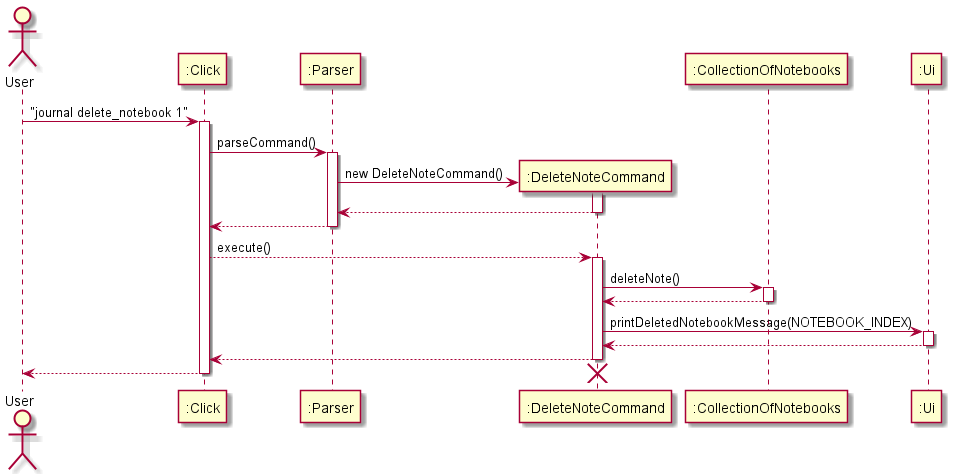 User
:Click
:Parser
:CollectionOfNotebooks
:Ui
"journal delete_notebook 1"
parseCommand()
new DeleteNoteCommand()
:DeleteNoteCommand
execute()
deleteNote()
printDeletedNotebookMessage(NOTEBOOK_INDEX)
User
:Click
:Parser
:DeleteNoteCommand
:CollectionOfNotebooks
:Ui